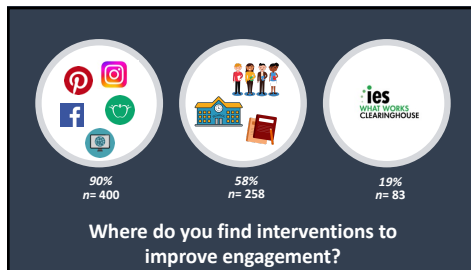 ies
WHAT WORKS
CLEARINGHOUSE
90%
n= 400
58%
n= 258
19%
n= 83
Where do you find interventions to
improve engagement?